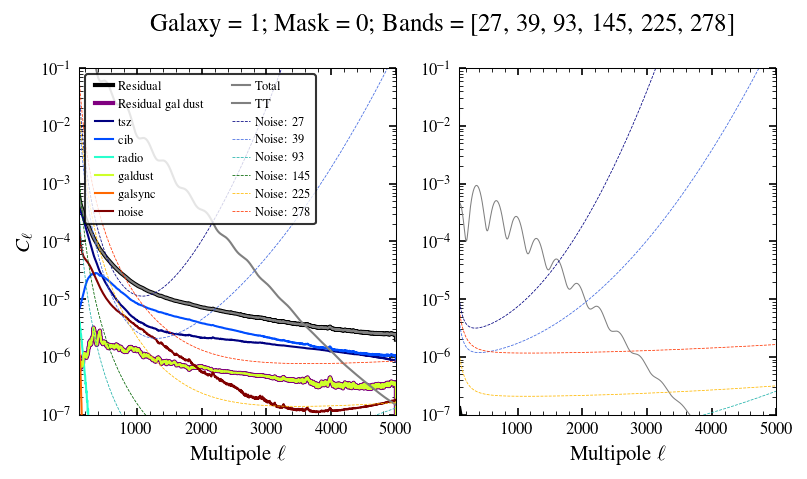 Galaxy = 1; Mask = 0; Bands = [27, 39, 93, 145, 225, 278]
10⁻¹
10⁻²
10⁻³
10⁻⁴
10⁻⁵
10⁻⁶
10⁻⁷
C_ℓ
Residual
Residual gal dust
tsz
cib
radio
galdust
galsync
noise
Total
TT
Noise: 27
Noise: 39
Noise: 93
Noise: 145
Noise: 225
Noise: 278
1000 2000 3000 4000 5000
Multipole ℓ
10⁻¹
10⁻²
10⁻³
10⁻⁴
10⁻⁵
10⁻⁶
10⁻⁷
1000 2000 3000 4000 5000
Multipole ℓ